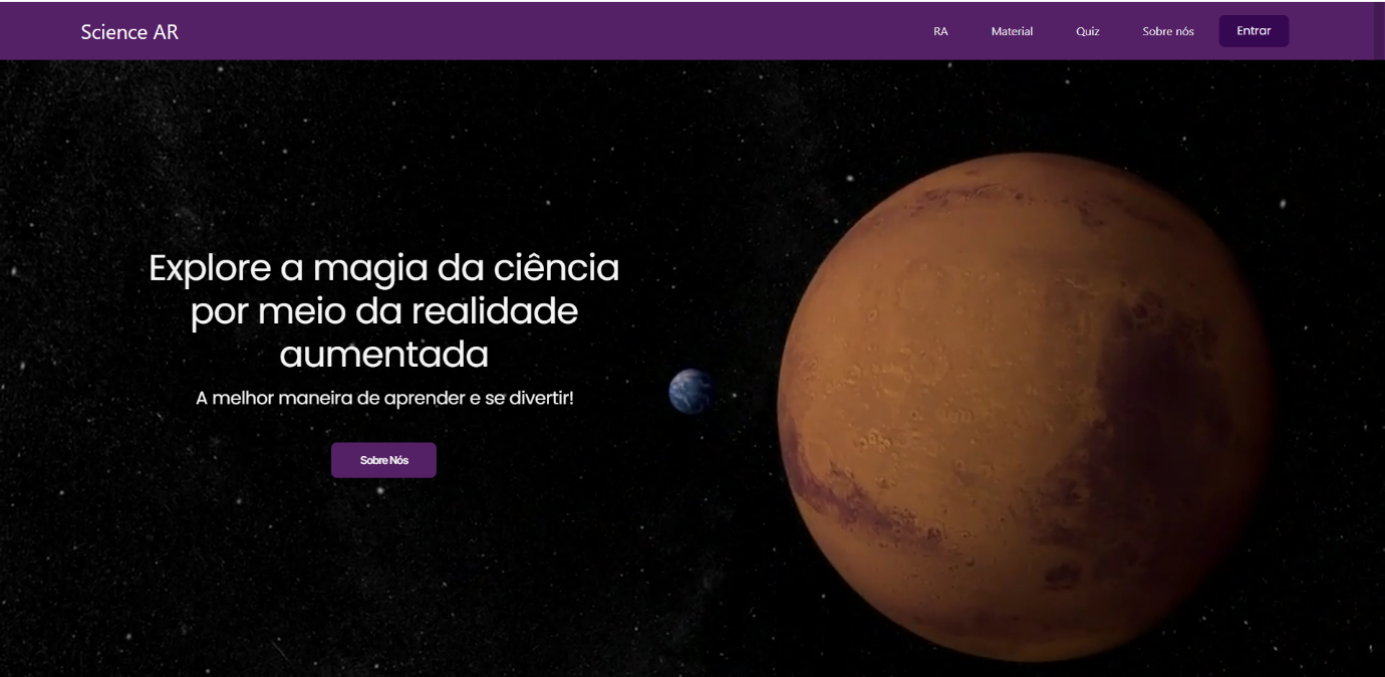 Science AR
RA
Material
Quiz
Sobre nós
Entrar
Explore a magia da ciência
por meio da realidade
aumentada
A melhor maneira de aprender e se divertir!
Sobre Nós